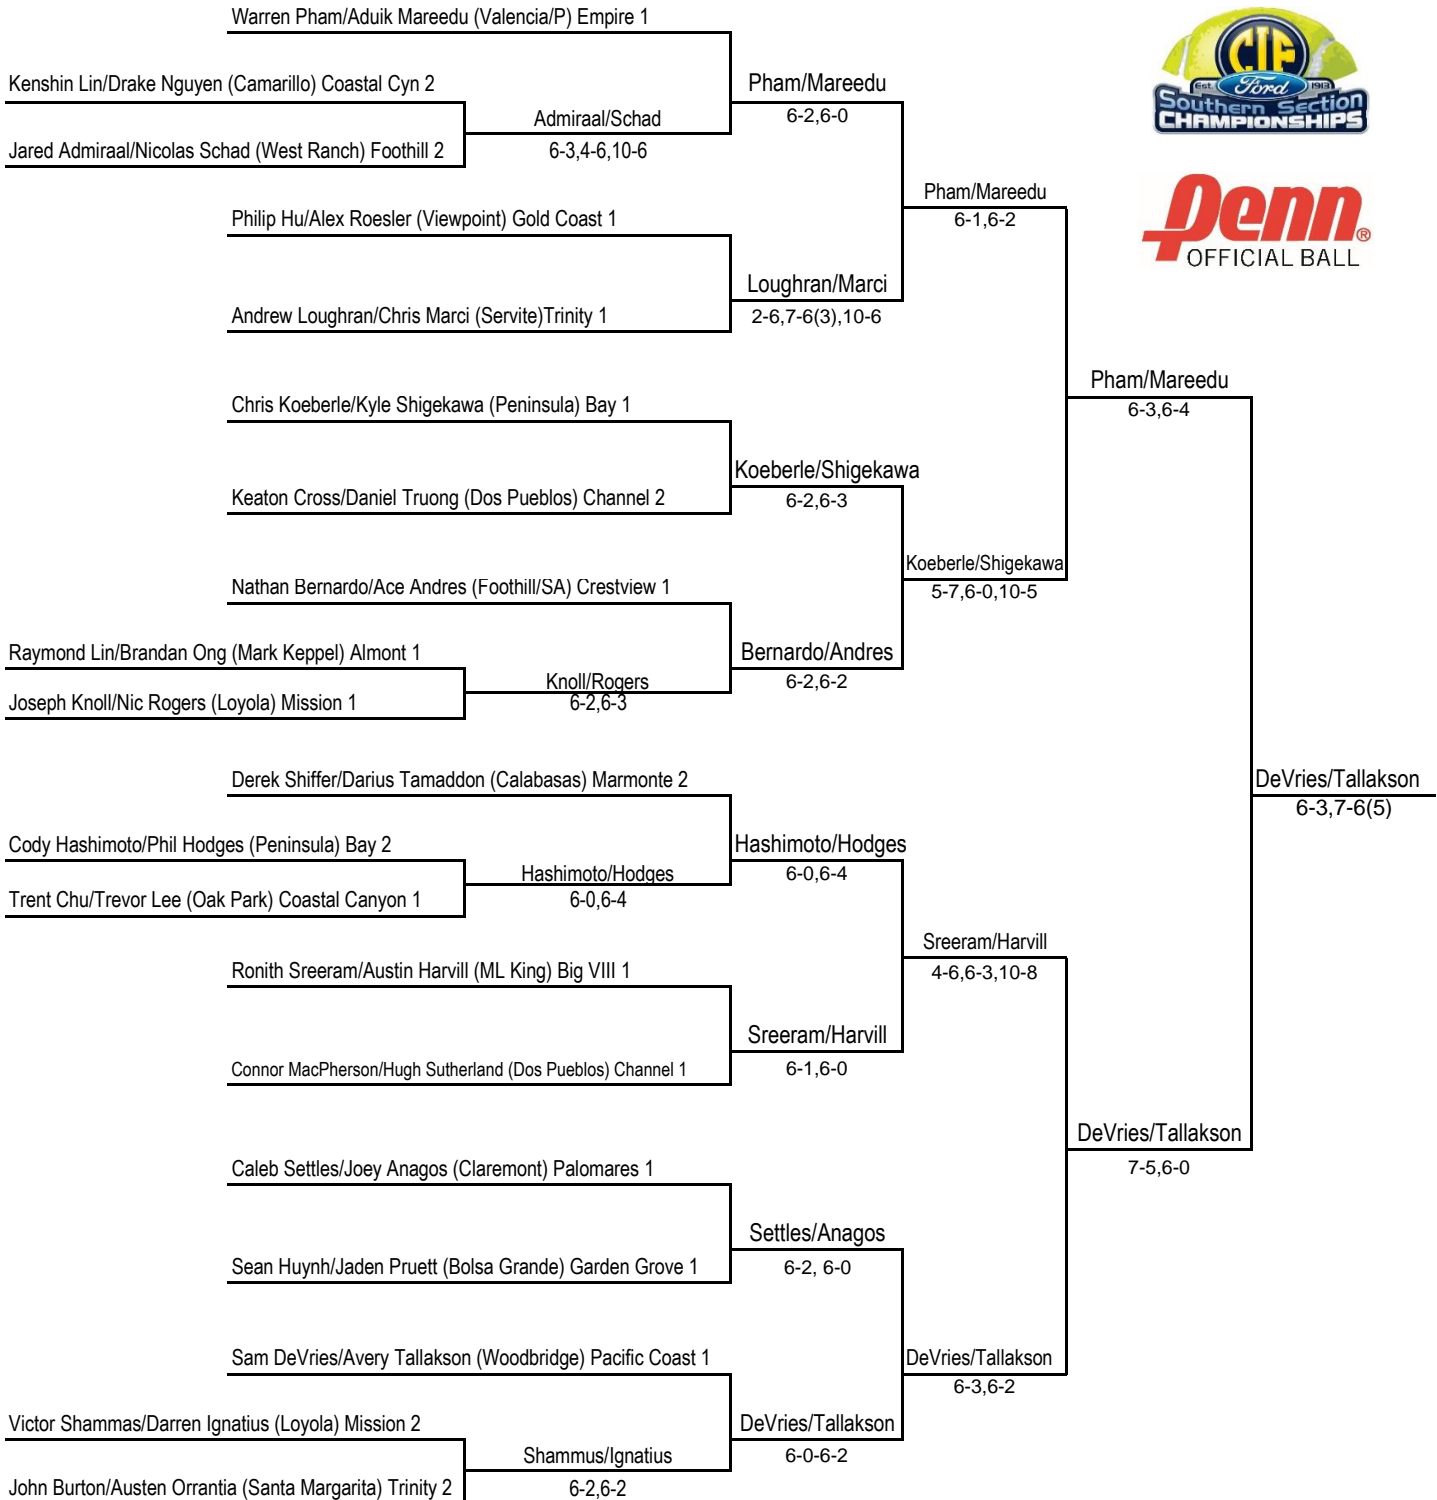 Warren Pham/Aduik Mareedu (Valencia/P) Empire 1
Kenshin Lin/Drake Nguyen (Camarillo) Coastal Cyn 2
Pham/Mareedu
Admiraal/Schad
6-2,6-0
Jared Admiraal/Nicolas Schad (West Ranch) Foothill 2
6-3,4-6,10-6
Pham/Mareedu
6-1,6-2
Philip Hu/Alex Roesler (Viewpoint) Gold Coast 1
Loughran/Marci
2-6,7-6(3),10-6
Andrew Loughran/Chris Marci (Servite)Trinity 1
Pham/Mareedu
6-3,6-4
Chris Koeberle/Kyle Shigekawa (Peninsula) Bay 1
Koeberle/Shigekawa
6-2,6-3
Keaton Cross/Daniel Truong (Dos Pueblos) Channel 2
Koeberle/Shigekawa
5-7,6-0,10-5
Nathan Bernardo/Ace Andres (Foothill/SA) Crestview 1
Raymond Lin/Brandan Ong (Mark Keppel) Almont 1
Bernardo/Andres
6-2,6-2
Knoll/Rogers
6-2,6-3
Joseph Knoll/Nic Rogers (Loyola) Mission 1
Derek Shiffer/Darius Tamaddon (Calabasas) Marmonte 2
DeVries/Tallakson
6-3,7-6(5)
Cody Hashimoto/Phil Hodges (Peninsula) Bay 2
Hashimoto/Hodges
6-0,6-4
Hashimoto/Hodges
6-0,6-4
Trent Chu/Trevor Lee (Oak Park) Coastal Canyon 1
Sreeram/Harvill
4-6,6-3,10-8
Ronith Sreeram/Austin Harvill (ML King) Big VIII 1
Sreeram/Harvill
6-1,6-0
Connor MacPherson/Hugh Sutherland (Dos Pueblos) Channel 1
DeVries/Tallakson
7-5,6-0
Caleb Settles/Joey Anagos (Claremont) Palomares 1
Settles/Anagos
6-2, 6-0
Sean Huynh/Jaden Pruett (Bolsa Grande) Garden Grove 1
Sam DeVries/Avery Tallakson (Woodbridge) Pacific Coast 1
DeVries/Tallakson
6-3,6-2
Victor Shammas/Darren Ignatius (Loyola) Mission 2
DeVries/Tallakson
6-0-6-2
Shammus/Ignatius
6-2,6-2
John Burton/Austen Orrantia (Santa Margarita) Trinity 2
CIF
Est. Ford 1913
Southern Section
CHAMPIONSHIPS
Penn®
OFFICIAL BALL